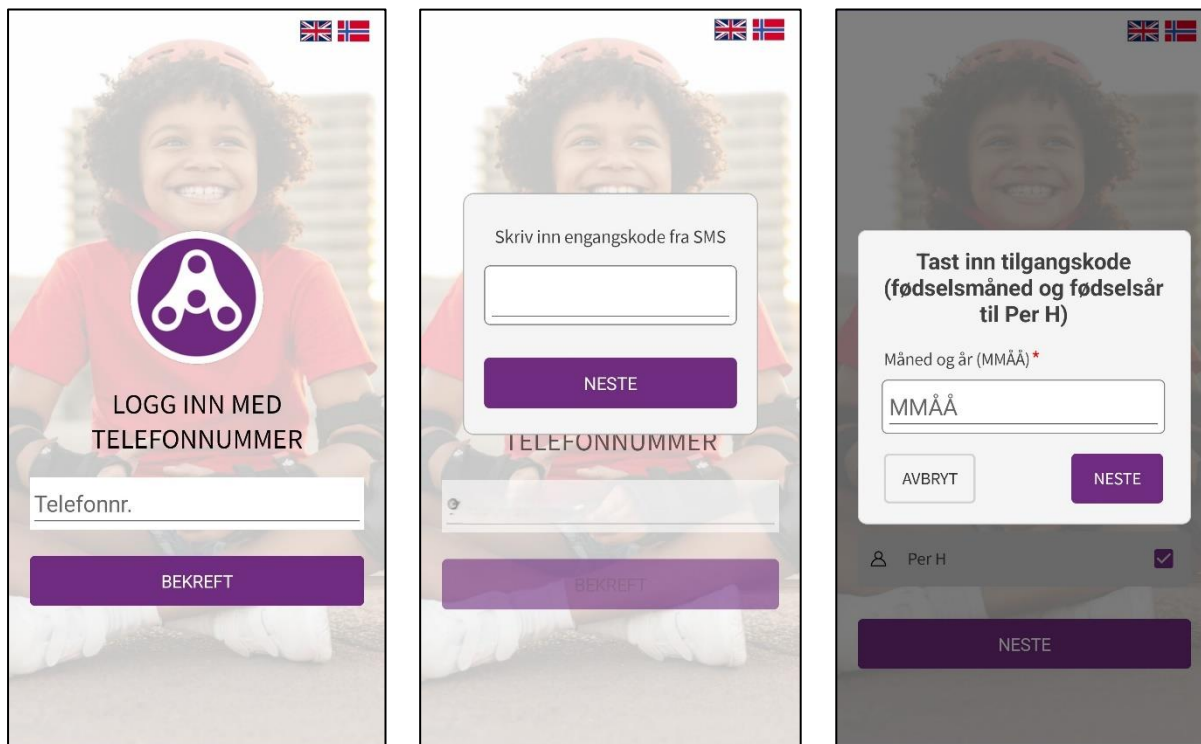 LOGG INN MED
TELEFONNUMMER
Telefonnr.
BEKREFT
Skriv inn engangskode fra SMS
NESTE
TELEFONNUMMER
BEKREFT
Tast inn tilgangskode
(fødselsmåned og fødselsår
til Per H)
Måned og år (MMÅÅ) *
MMÅÅ
AVBRYT
NESTE
Per H
NESTE